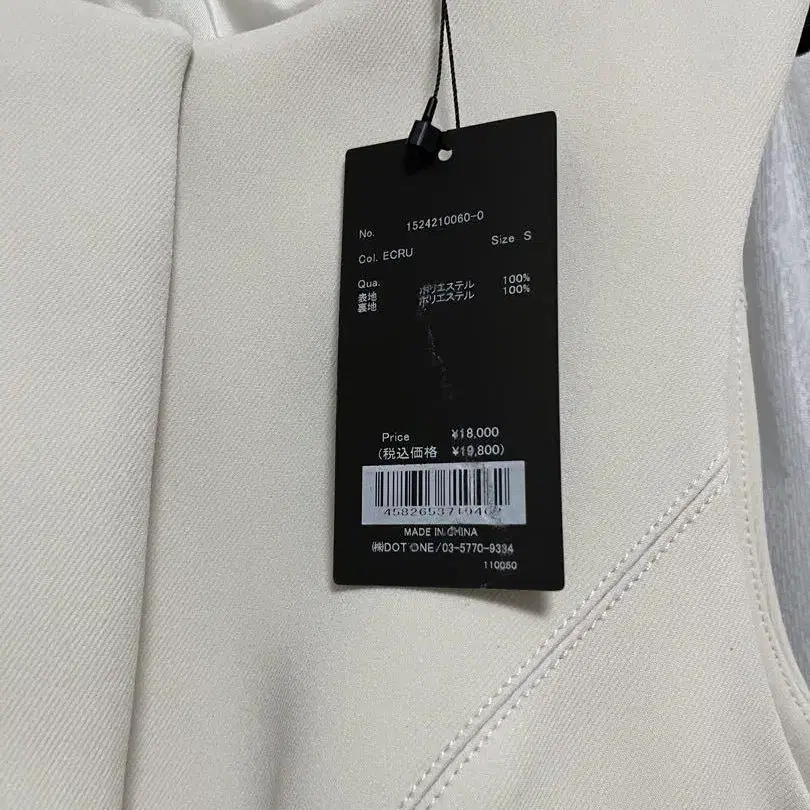 No. 1524210060-0
Size S
Col. ECRU
Qua.
表地 ポリエステル 100%
裏地 ポリエステル 100%
Price ¥18,000
(税込価格 ¥19,800)
MADE IN CHINA
㈱DOT ONE/03-5770-9334
110060